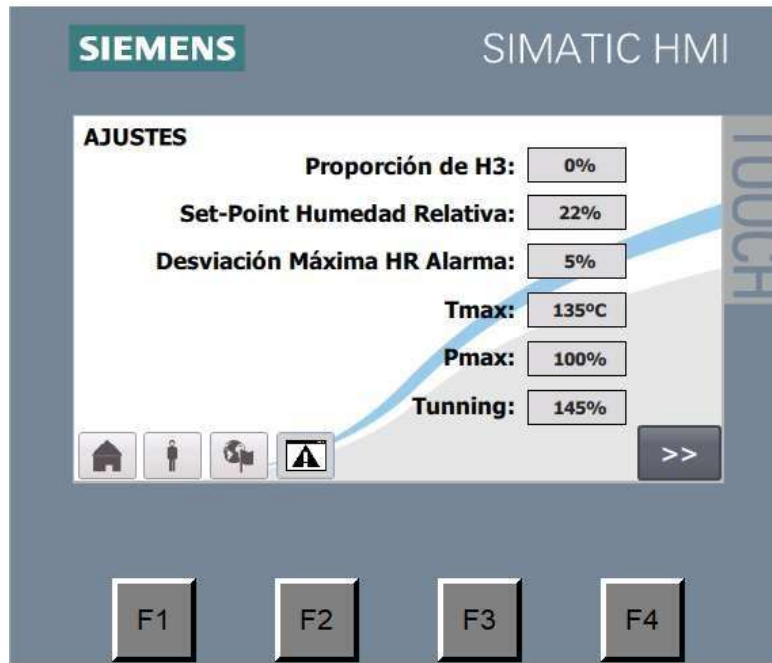 SIEMENS
SIMATIC HMI
TOUCH
AJUSTES
Proporción de H3: 0%
Set-Point Humedad Relativa: 22%
Desviación Máxima HR Alarma: 5%
Tmax: 135ºC
Pmax: 100%
Tunning: 145%
>>
F1 F2 F3 F4